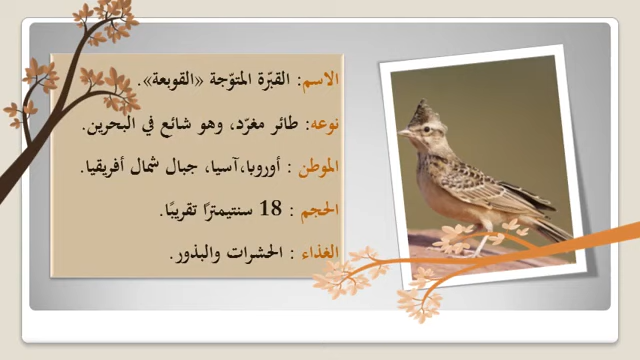 الاسم: القبّرة المتوّجة «القوبعة».
نوعه: طائر مغرّد، وهو شائع في البحرين.
الموطن : أوروبا،آسيا، جبال شمال أفريقيا.
الحجم : 18 سنتيمترًا تقريبًا.
الغذاء : الحشرات والبذور.